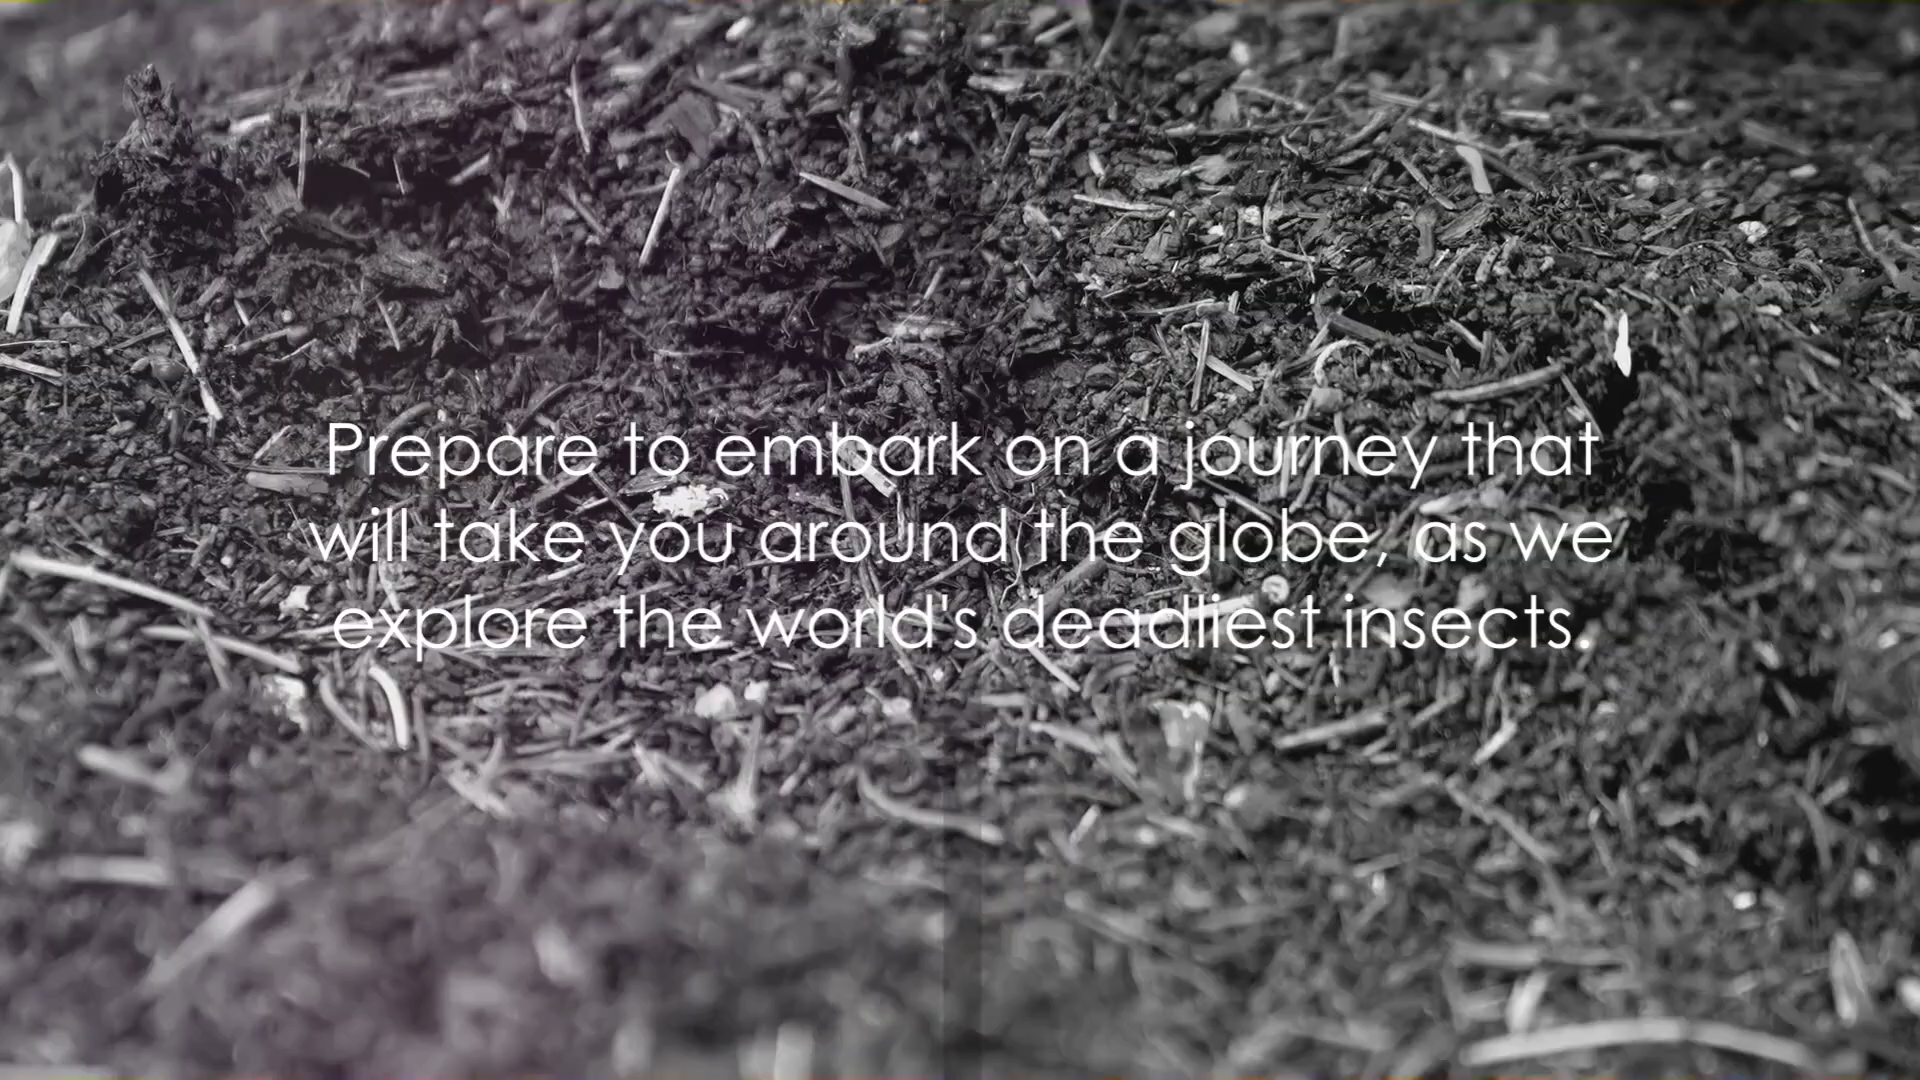 Prepare to embark on a journey that
will take you around the globe, as we
explore the world's deadliest insects.